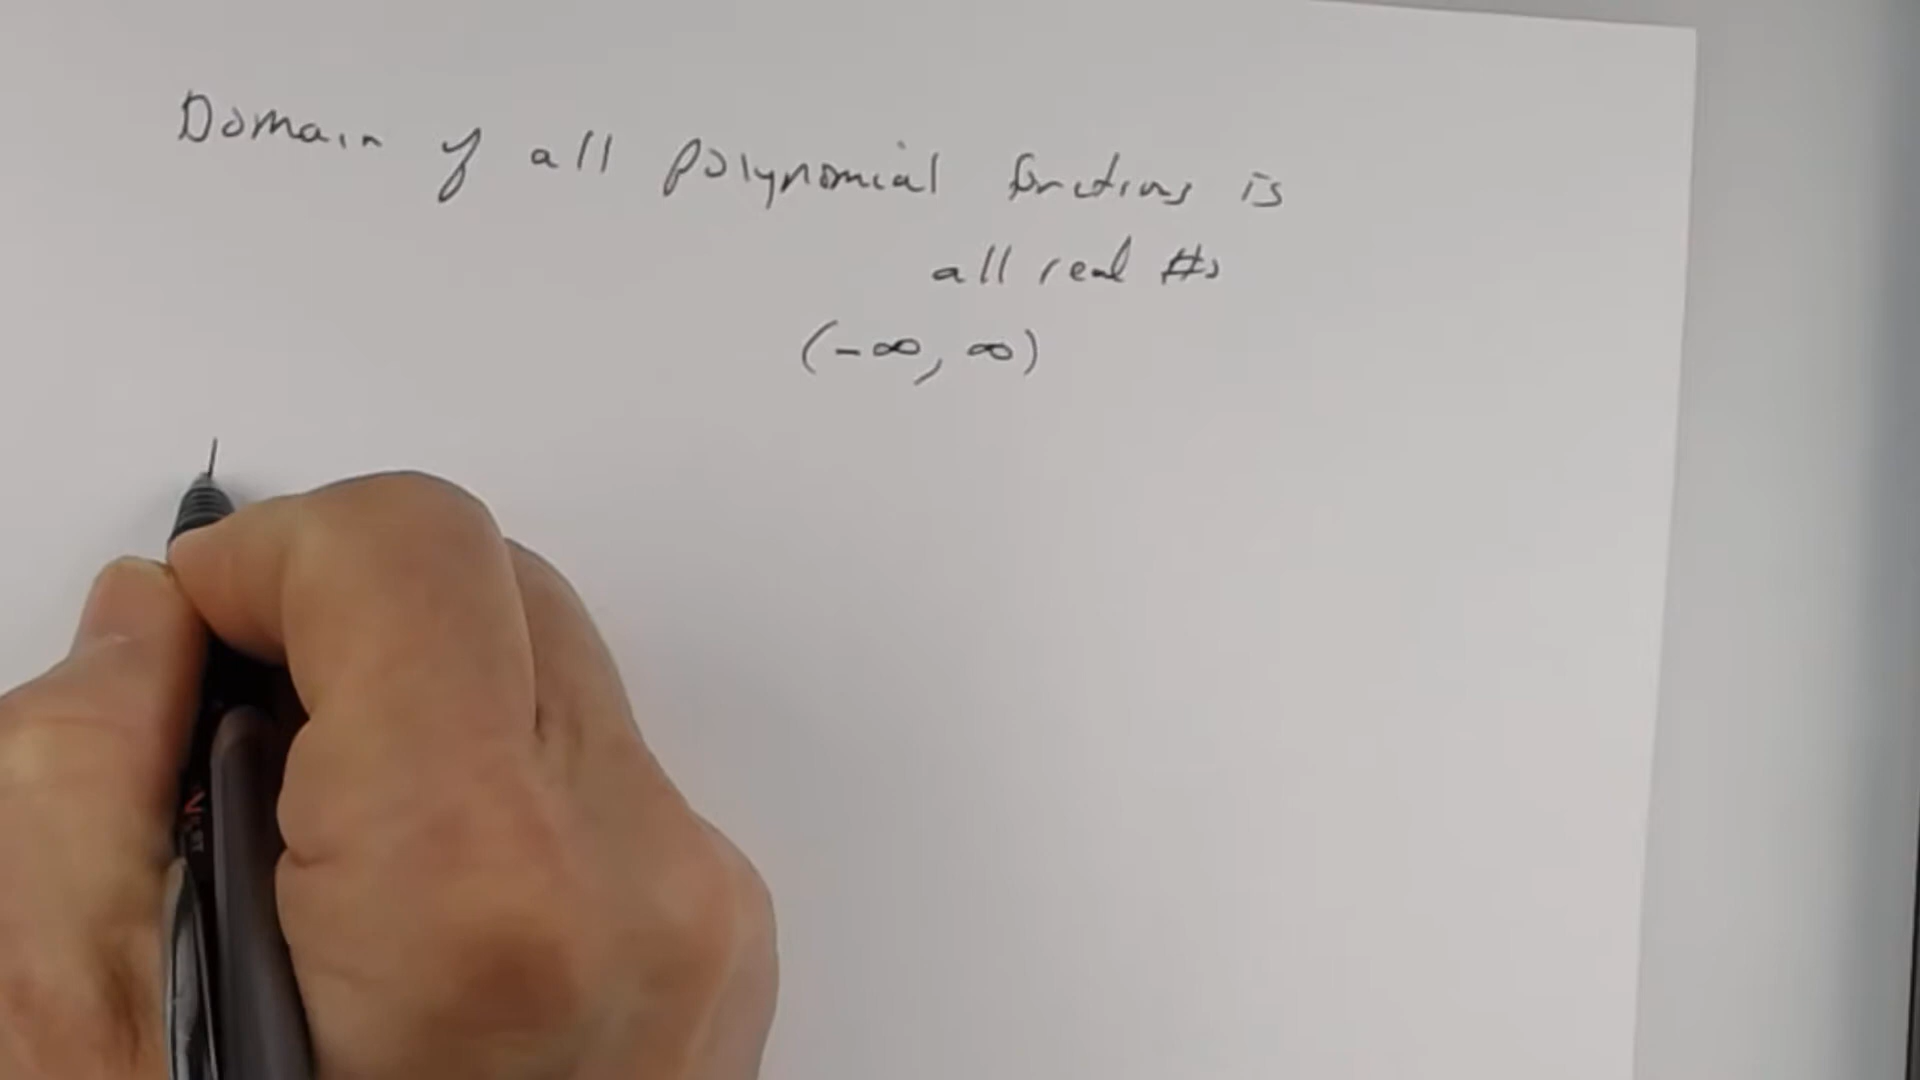 Domain of all polynomial functions is
all real #s
(-∞, ∞)